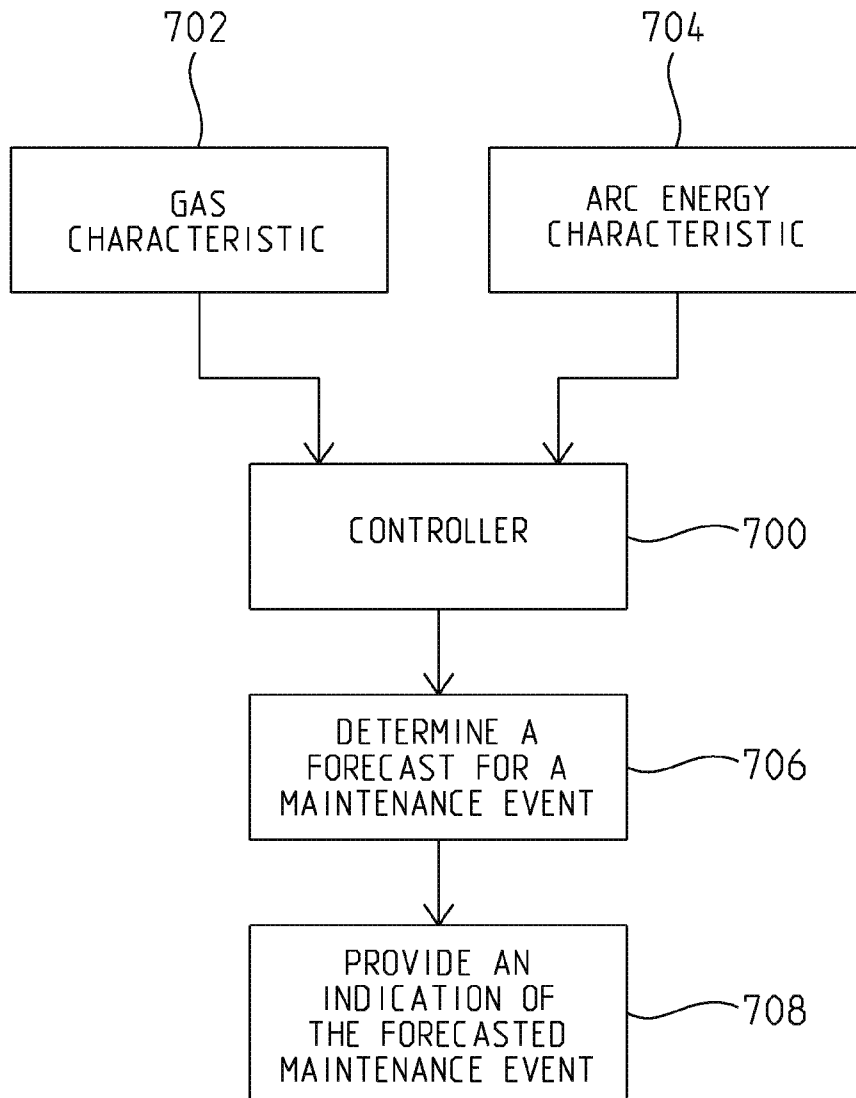 702
704
GAS
CHARACTERISTIC
ARC ENERGY
CHARACTERISTIC
CONTROLLER
700
DETERMINE A
FORECAST FOR A
MAINTENANCE EVENT
706
PROVIDE AN
INDICATION OF
THE FORECASTED
MAINTENANCE EVENT
708